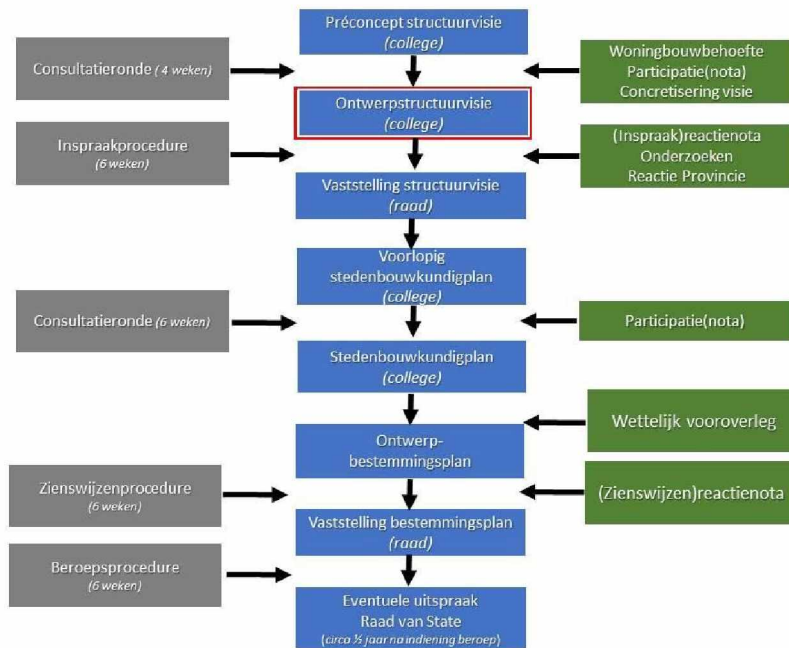 Préconcept structuurvisie
(college)
Consultatieronde (4 weken)
Woningbouwbehoefte
Participatie(nota)
Concretisering visie
Ontwerpstructuurvisie
(college)
Inspraakprocedure
(6 weken)
(Inspraak)reactienota
Onderzoeken
Reactie Provincie
Vaststelling structuurvisie
(raad)
Voorlopig
stedenbouwkundigplan
(college)
Consultatieronde (6 weken)
Participatie(nota)
Stedenbouwkundigplan
(college)
Wettelijk vooroverleg
Ontwerp-
bestemmingsplan
Zienswijzenprocedure
(6 weken)
(Zienswijzen)reactienota
Vaststelling bestemmingsplan
(raad)
Beroepsprocedure
(6 weken)
Eventuele uitspraak
Raad van State
(circa ½ jaar na indiening beroep)